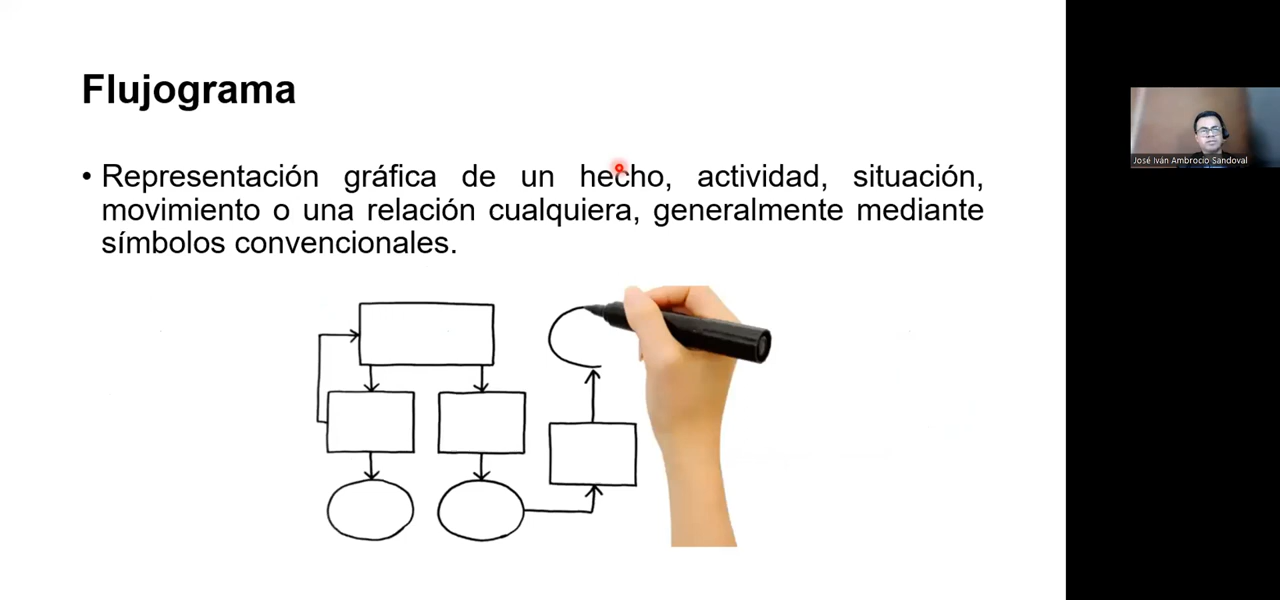 Flujograma
• Representación gráfica de un hecho, actividad, situación,
movimiento o una relación cualquiera, generalmente mediante
símbolos convencionales.
José Iván Ambrocio Sandoval